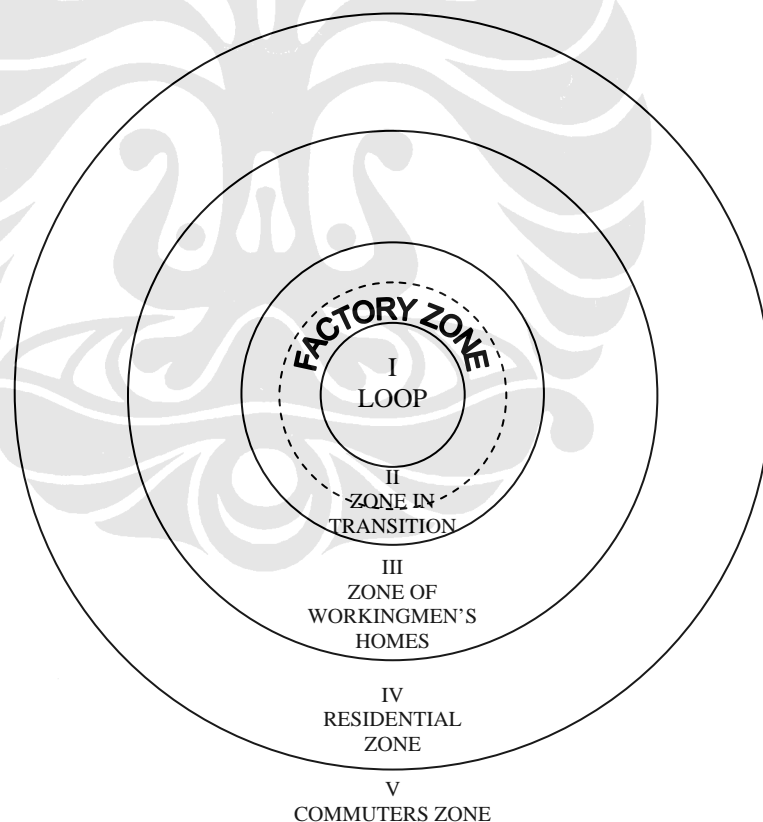 FACTORY ZONE
I
LOOP
II
ZONE IN
TRANSITION
III
ZONE OF
WORKINGMEN'S
HOMES
IV
RESIDENTIAL
ZONE
V
COMMUTERS ZONE